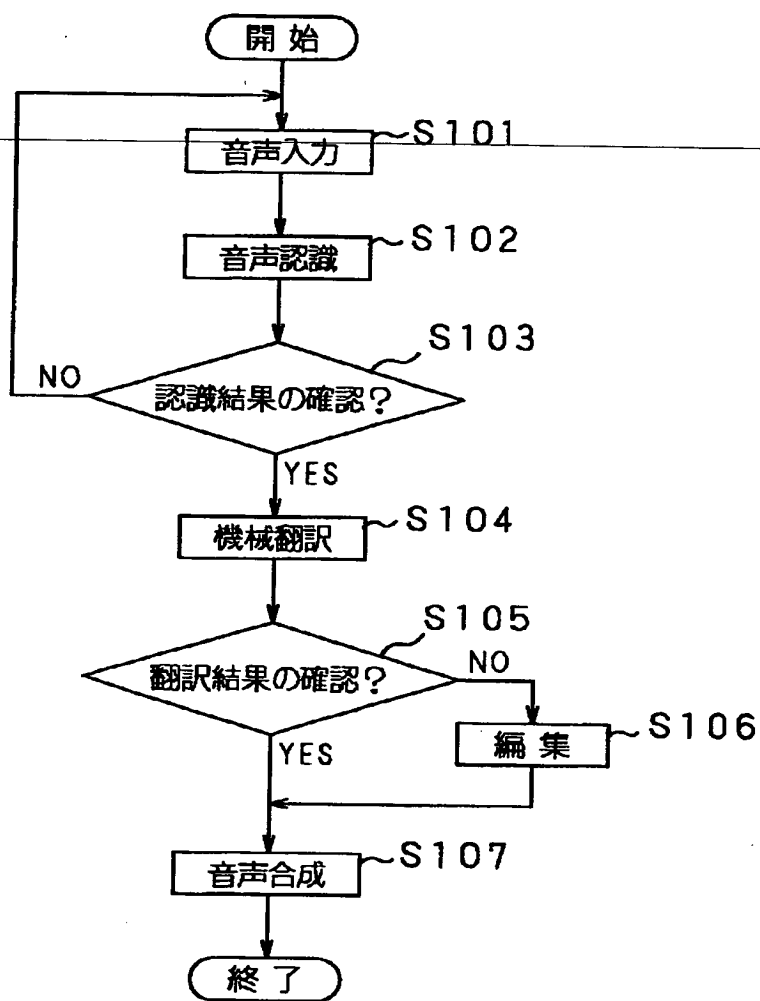 開始
音声入力 S101
音声認識 S102
S103
NO
認識結果の確認?
YES
機械翻訳 S104
S105
翻訳結果の確認?
NO
編集 S106
YES
音声合成 S107
終了